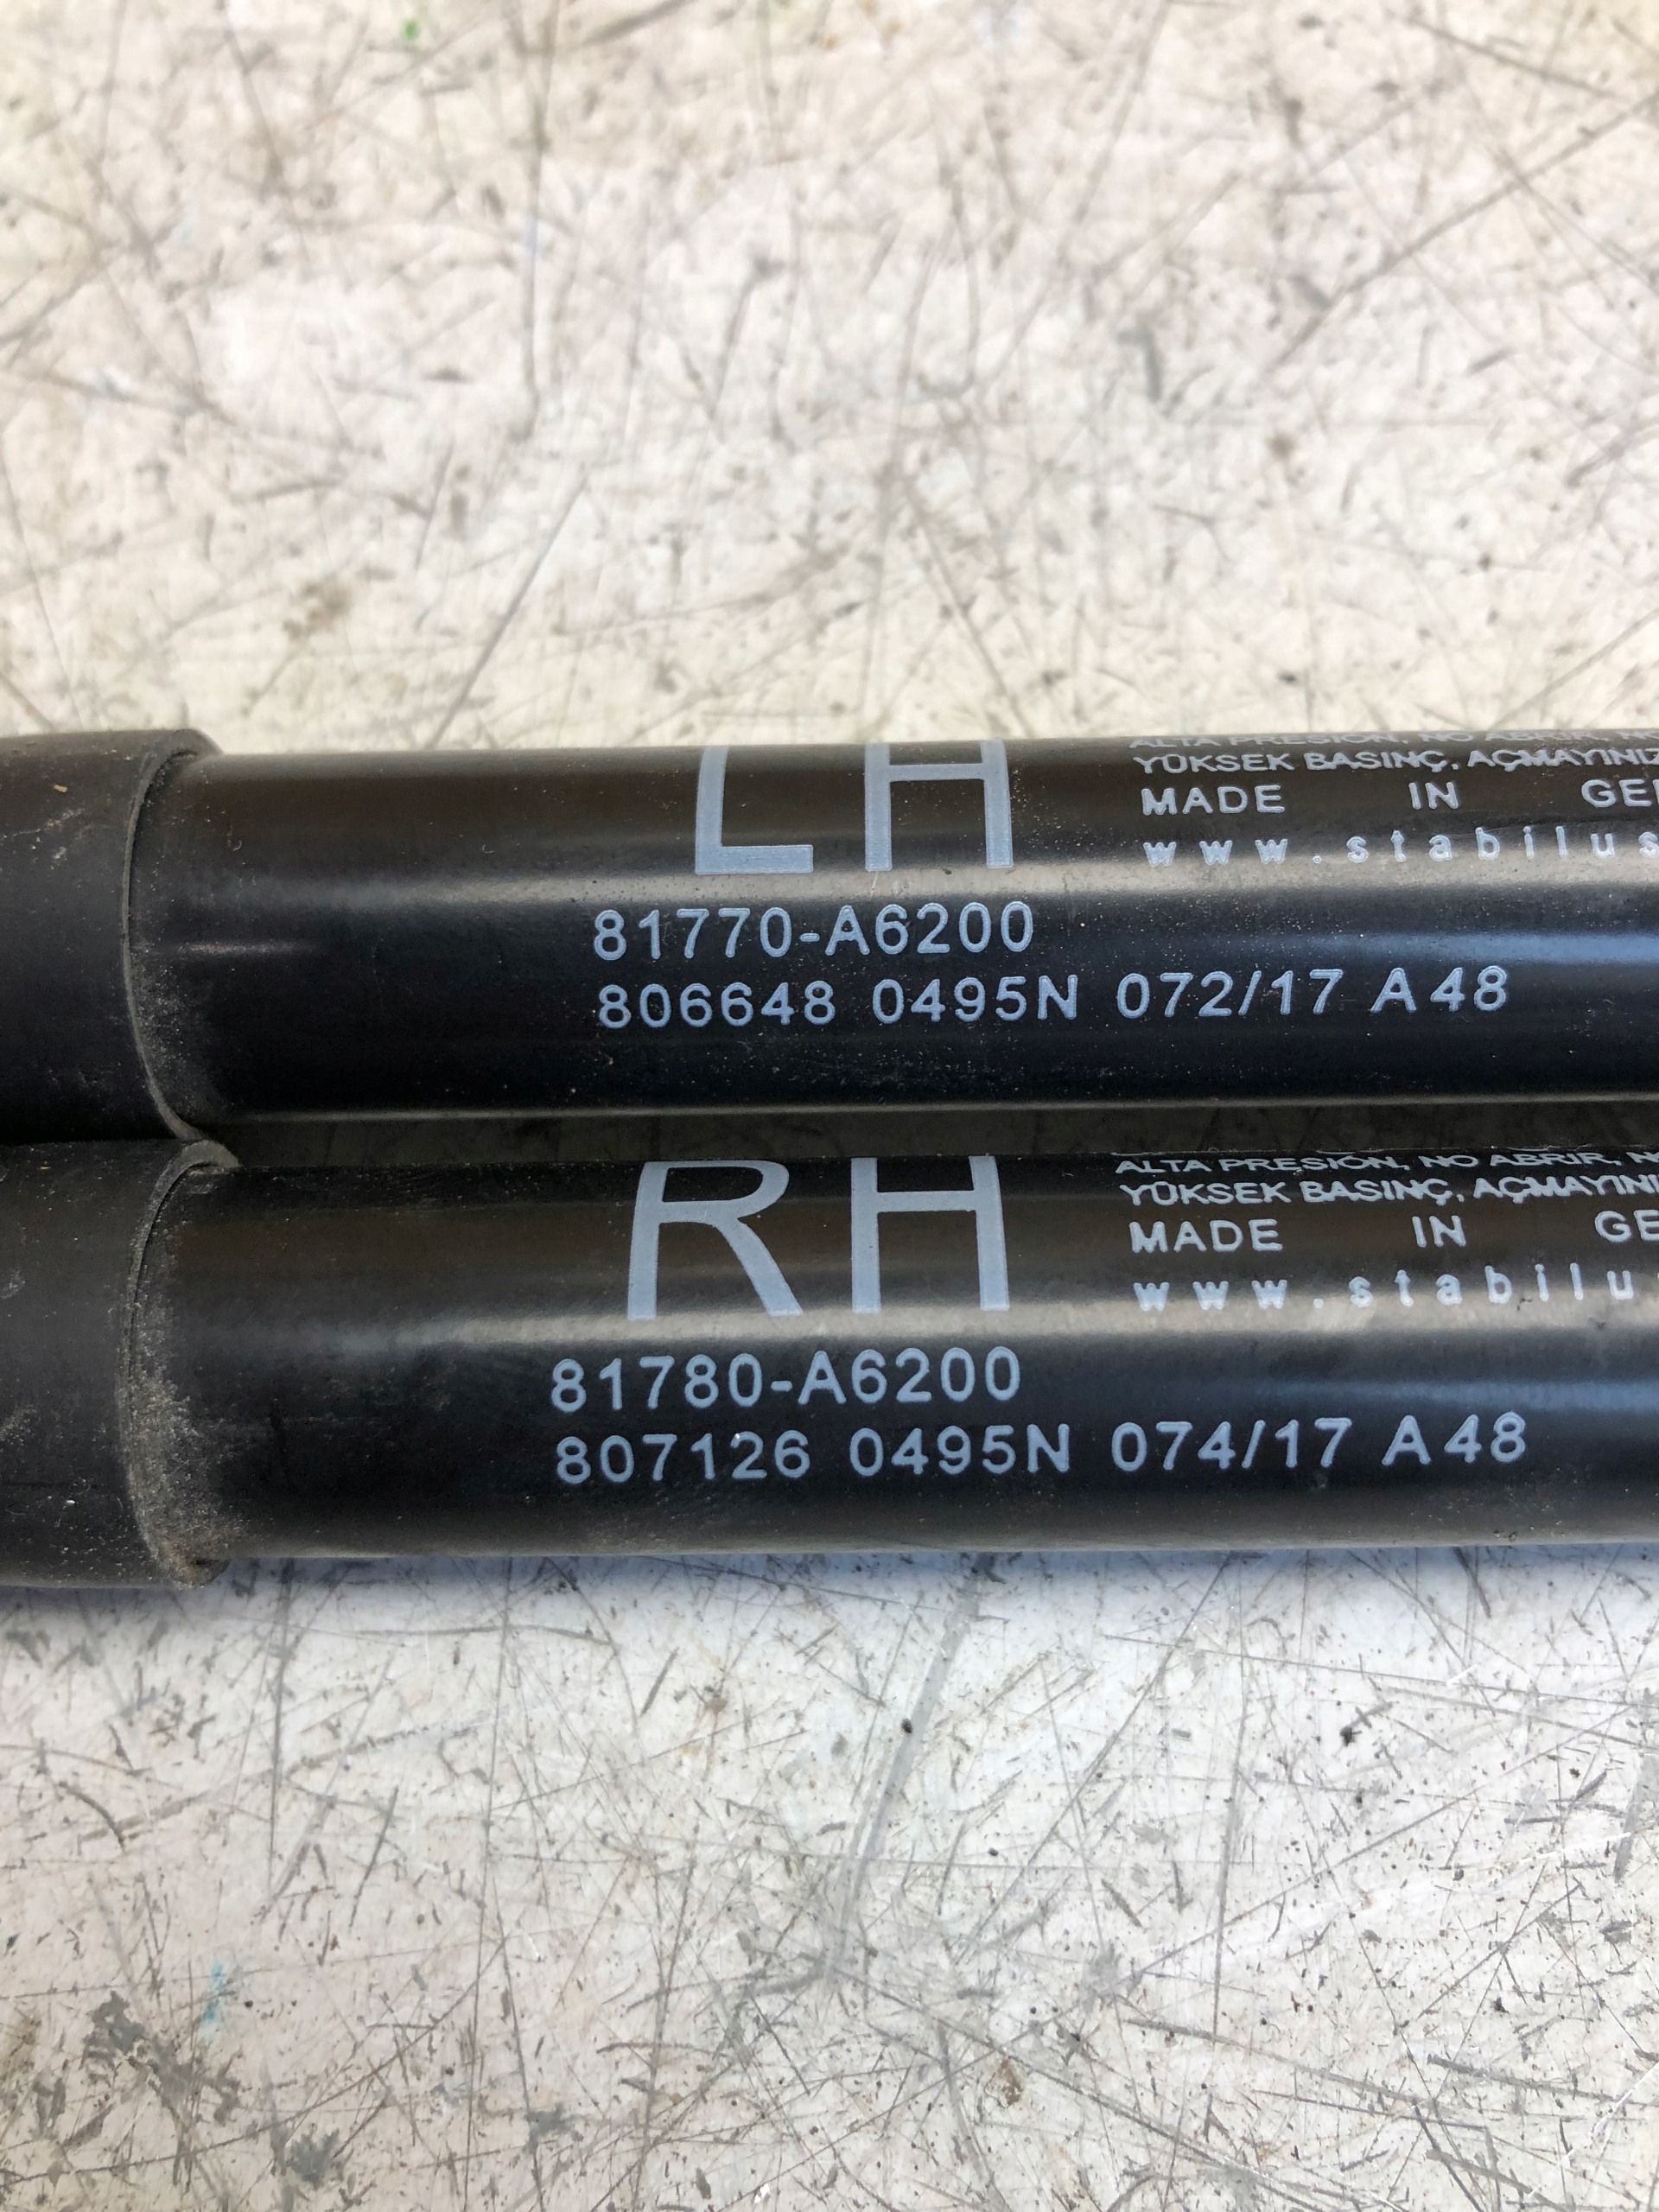 LH
ALTA PRESIÓN, NO ABRIR,
YÜKSEK BASINÇ, AÇMAYINIZ
MADE IN GE
www.stabilus
81770-A6200
806648 0495N 072/17 A48
RH
ALTA PRESIÓN, NO ABRIR,
YÜKSEK BASINÇ, AÇMAYINI
MADE IN GE
www.stabilu
81780-A6200
807126 0495N 074/17 A48